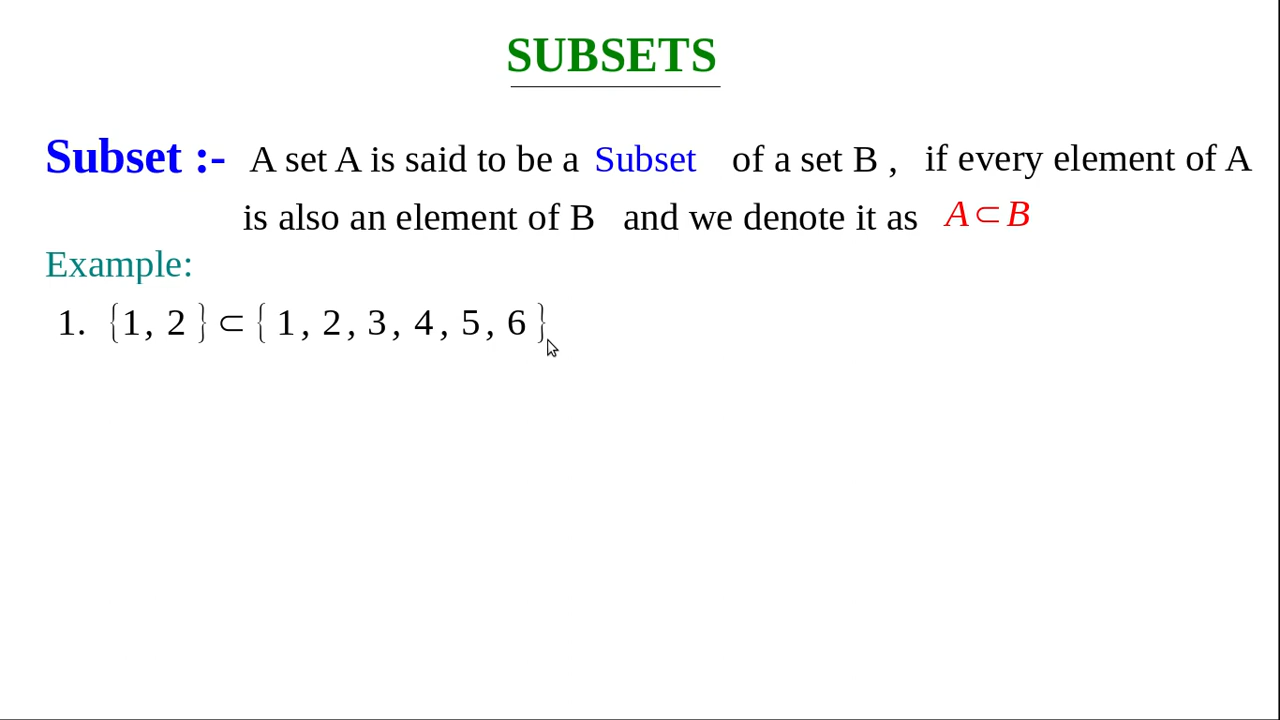 SUBSETS
Subset :- A set A is said to be a Subset of a set B , if every element of A
is also an element of B and we denote it as A⊂B
Example:
1. {1, 2 }⊂{ 1, 2, 3, 4, 5, 6 }